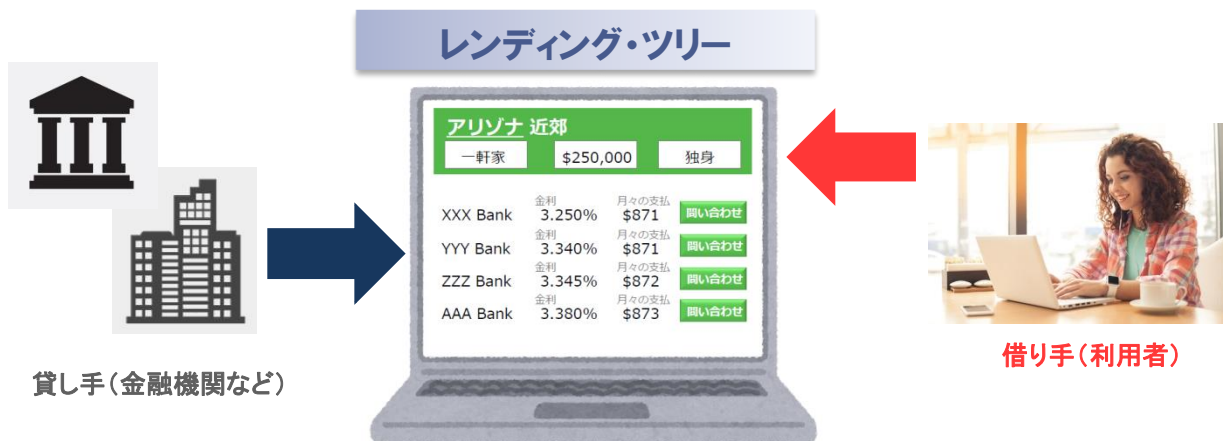 レンディング・ツリー
アリゾナ 近郊
一軒家 $250,000 独身
金利 月々の支払
XXX Bank 3.250% $871 問い合わせ
金利 月々の支払
YYY Bank 3.340% $871 問い合わせ
金利 月々の支払
ZZZ Bank 3.345% $872 問い合わせ
金利 月々の支払
AAA Bank 3.380% $873 問い合わせ
貸し手（金融機関など）
借り手（利用者）